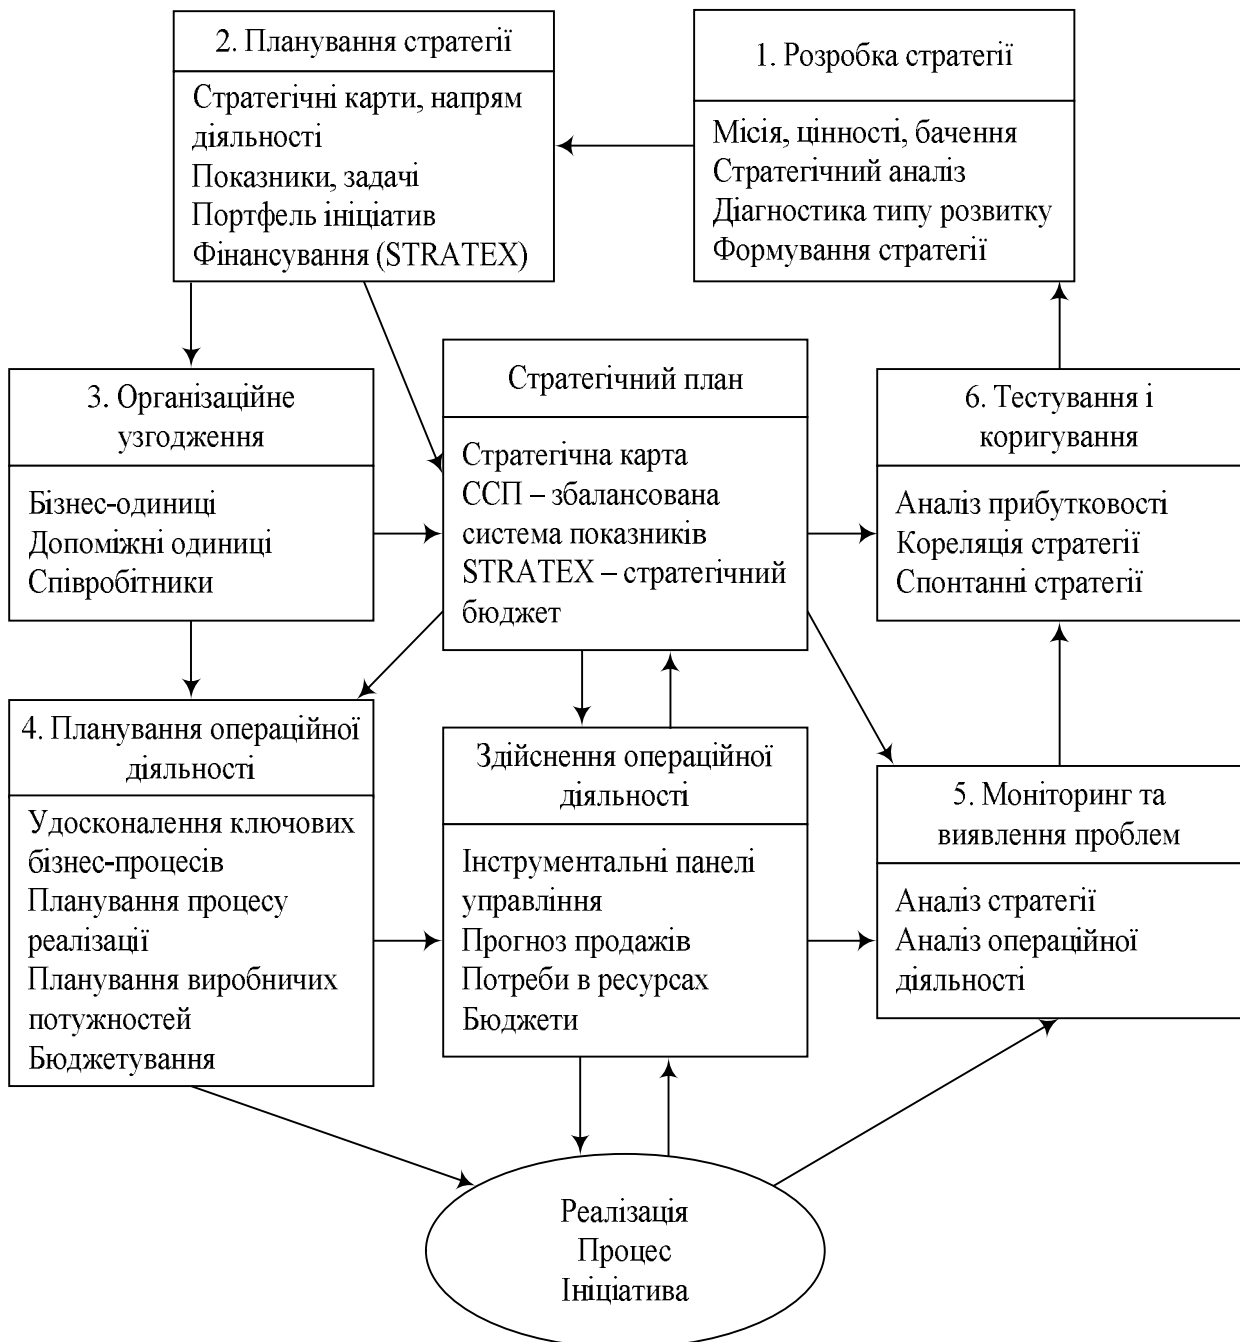 2. Планування стратегії
Стратегічні карти, напрям
діяльності
Показники, задачі
Портфель ініціатив
Фінансування (STRATEX)
1. Розробка стратегії
Місія, цінності, бачення
Стратегічний аналіз
Діагностика типу розвитку
Формування стратегії
3. Організаційне
узгодження
Бізнес-одиниці
Допоміжні одиниці
Співробітники
Стратегічний план
Стратегічна карта
ССП – збалансована
система показників
STRATEX – стратегічний
бюджет
6. Тестування і
коригування
Аналіз прибутковості
Кореляція стратегії
Спонтанні стратегії
4. Планування операційної
діяльності
Удосконалення ключових
бізнес-процесів
Планування процесу
реалізації
Планування виробничих
потужностей
Бюджетування
Здійснення операційної
діяльності
Інструментальні панелі
управління
Прогноз продажів
Потреби в ресурсах
Бюджети
5. Моніторинг та
виявлення проблем
Аналіз стратегії
Аналіз операційної
діяльності
Реалізація
Процес
Ініціатива